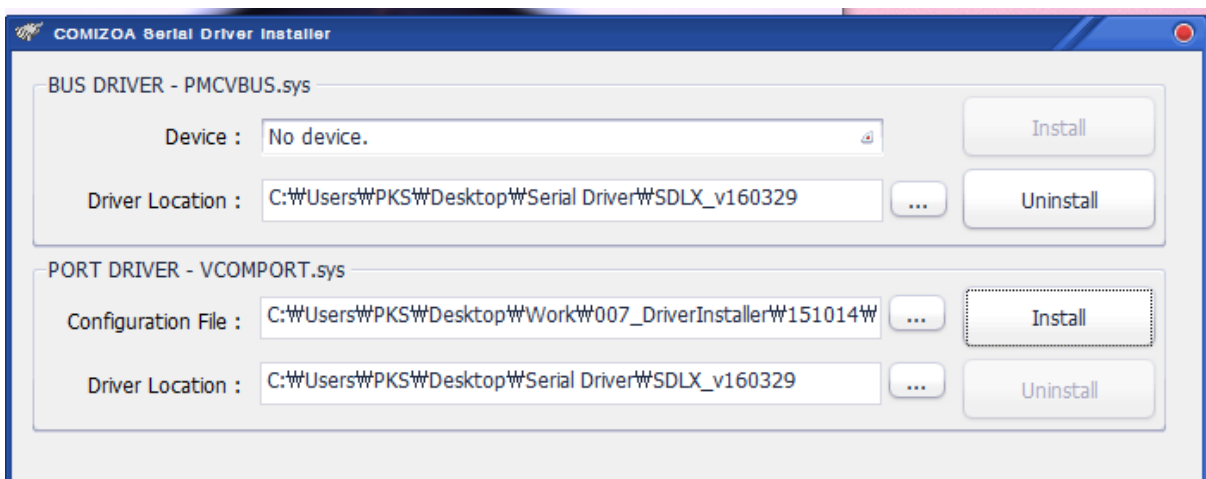 COMIZOA Serial Driver Installer
BUS DRIVER - PMCVBUS.sys
Device : No device. Install
Driver Location : C:₩Users₩PKS₩Desktop₩Serial Driver₩SDLX_v160329 ... Uninstall
PORT DRIVER - VCOMPORT.sys
Configuration File : C:₩Users₩PKS₩Desktop₩Work₩007_DriverInstaller₩151014₩ ... Install
Driver Location : C:₩Users₩PKS₩Desktop₩Serial Driver₩SDLX_v160329 ... Uninstall